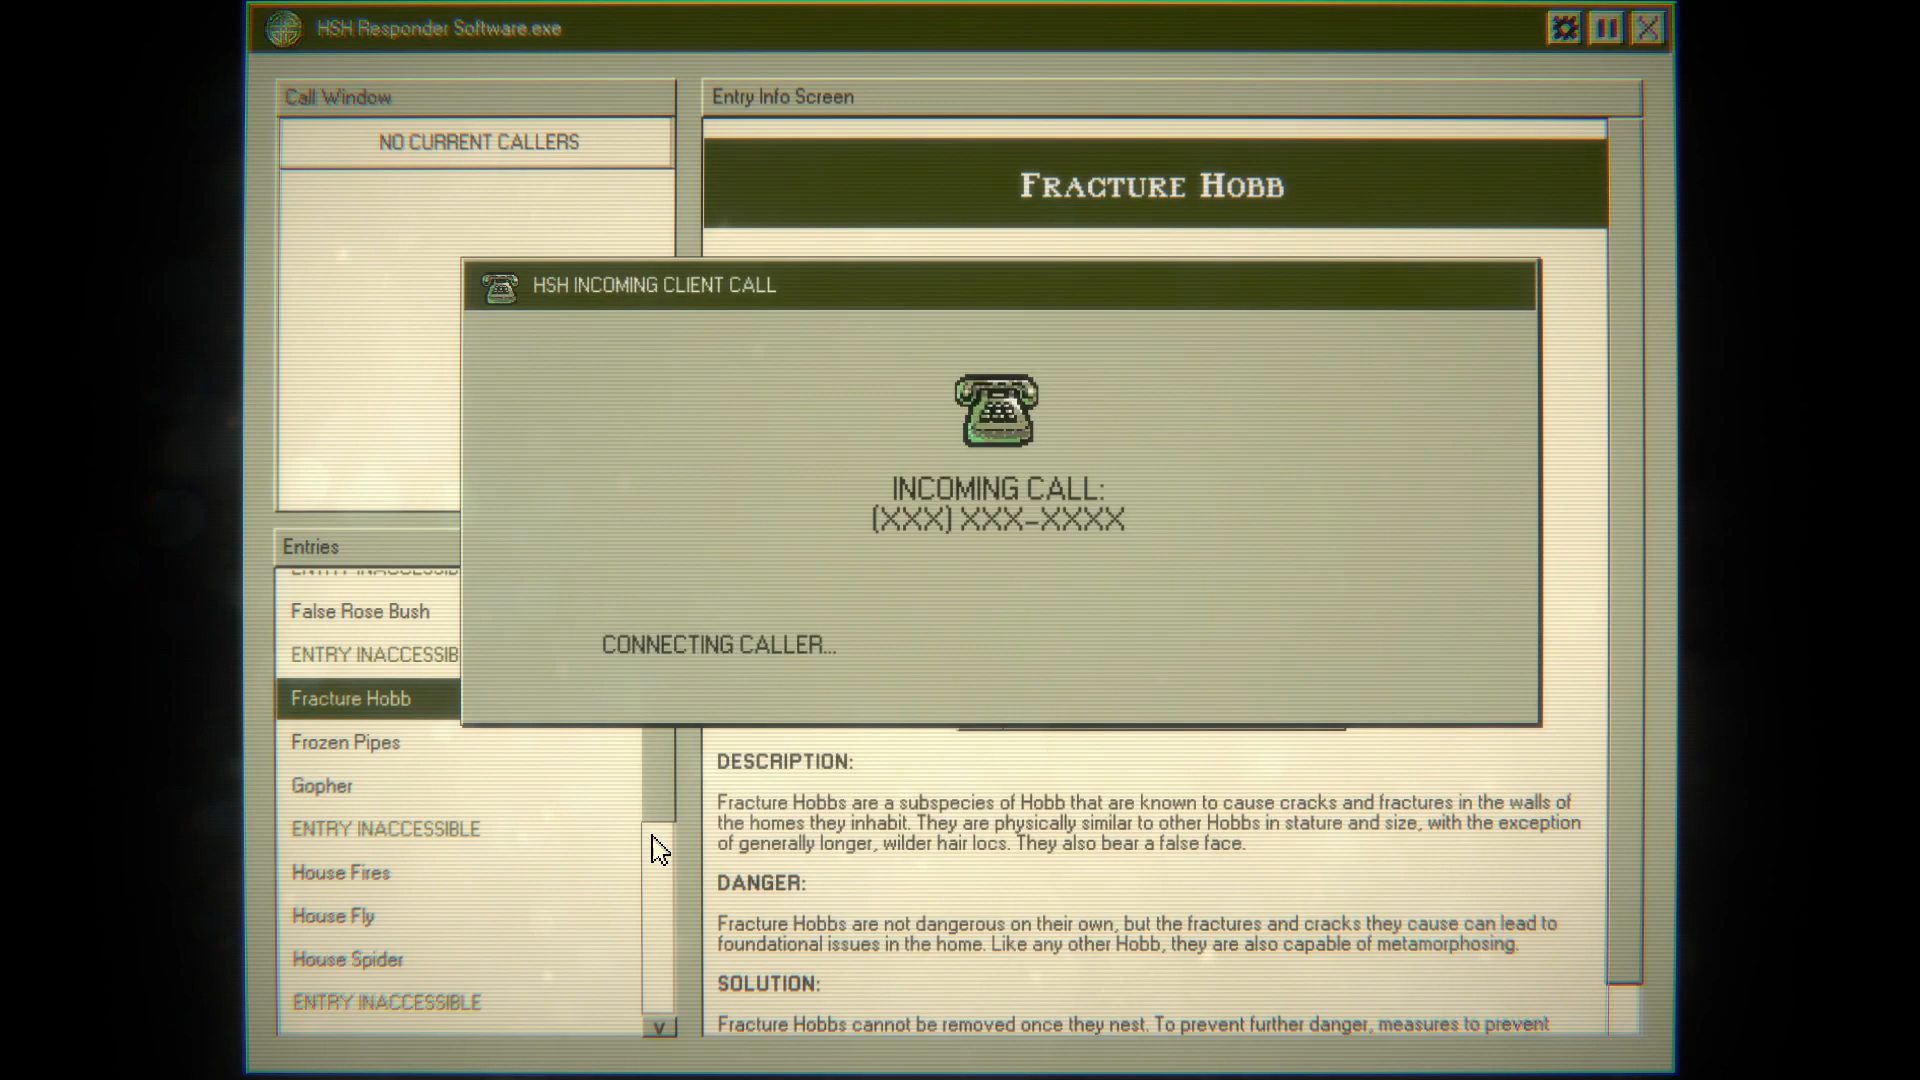 HSH Responder Software.exe
Call Window
NO CURRENT CALLERS
Entry Info Screen
FRACTURE HOBB
HSH INCOMING CLIENT CALL
INCOMING CALL:
(XXX) XXX-XXXX
CONNECTING CALLER...
Entries
False Rose Bush
ENTRY INACCESSIB
Fracture Hobb
Frozen Pipes
Gopher
ENTRY INACCESSIBLE
House Fires
House Fly
House Spider
ENTRY INACCESSIBLE
V
DESCRIPTION:
Fracture Hobbs are a subspecies of Hobb that are known to cause cracks and fractures in the walls of
the homes they inhabit. They are physically similar to other Hobbs in stature and size, with the exception
of generally longer, wilder hair locs. They also bear a false face.
DANGER:
Fracture Hobbs are not dangerous on their own, but the fractures and cracks they cause can lead to
foundational issues in the home. Like any other Hobb, they are also capable of metamorphosing.
SOLUTION:
Fracture Hobbs cannot be removed once they nest. To prevent further danger, measures to prevent